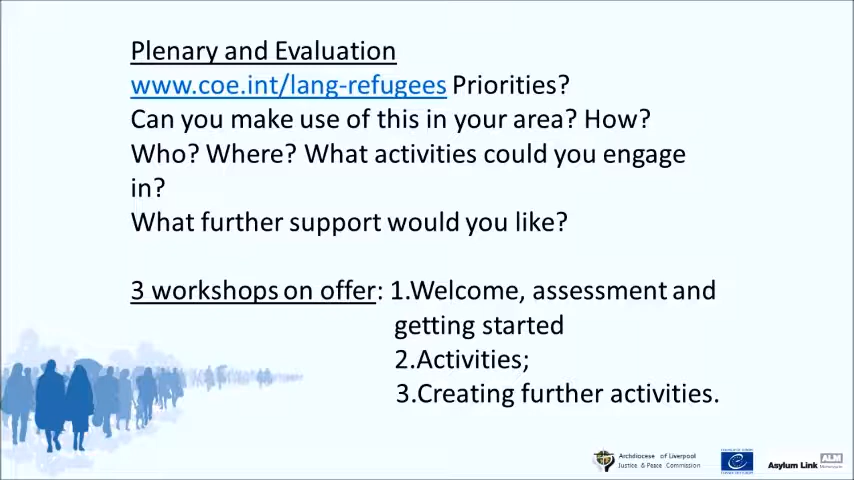 Plenary and Evaluation
www.coe.int/lang-refugees Priorities?
Can you make use of this in your area? How?
Who? Where? What activities could you engage
in?
What further support would you like?
3 workshops on offer: 1.Welcome, assessment and
getting started
2.Activities;
3.Creating further activities.
Archdiocese of Liverpool
Justice & Peace Commission
Asylum Link ALM